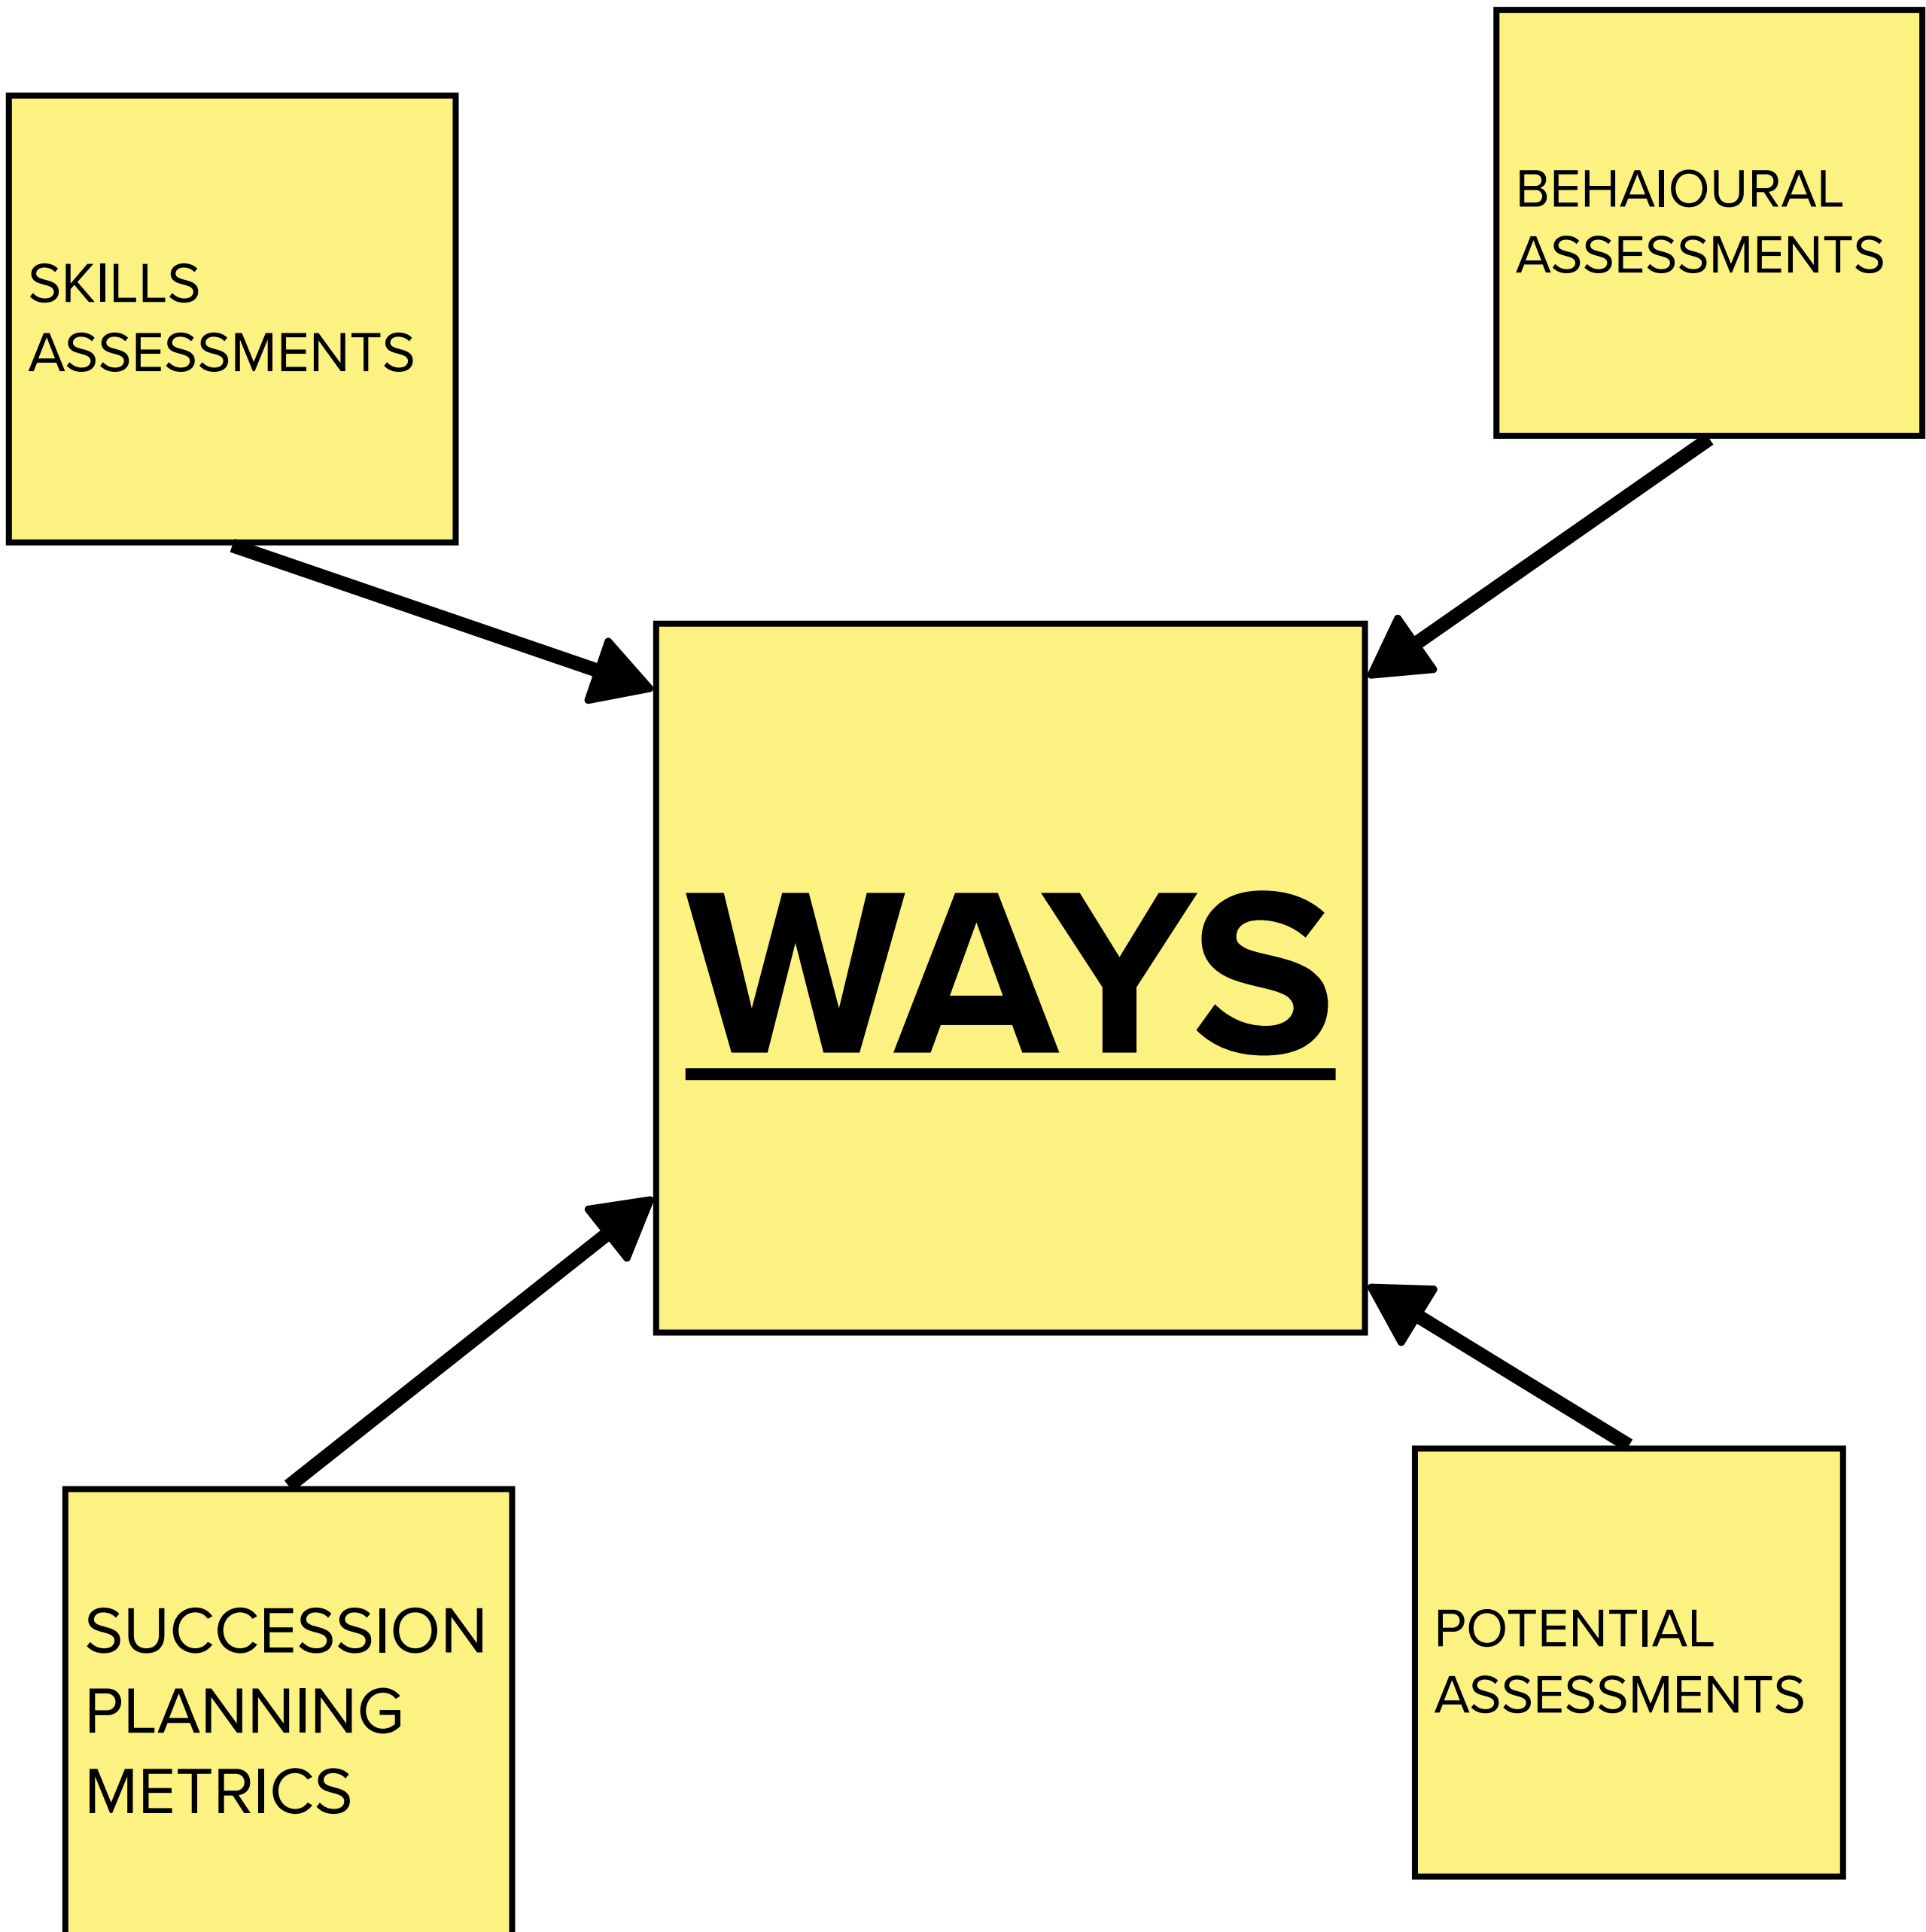 SKILLS
ASSESSMENTS
BEHAIOURAL
ASSESSMENTS
WAYS
SUCCESSION
PLANNING
METRICS
POTENTIAL
ASSESSMENTS